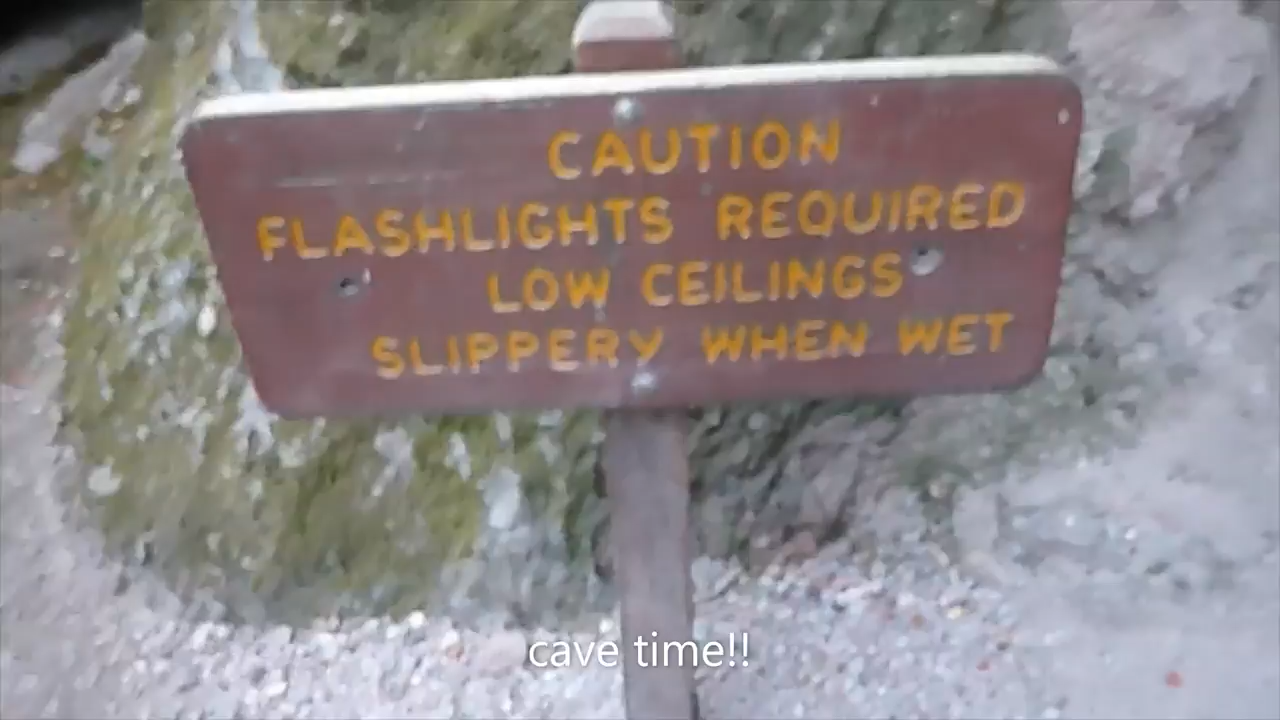 CAUTION
FLASHLIGHTS REQUIRED
LOW CEILINGS
SLIPPERY WHEN WET
cave time!!